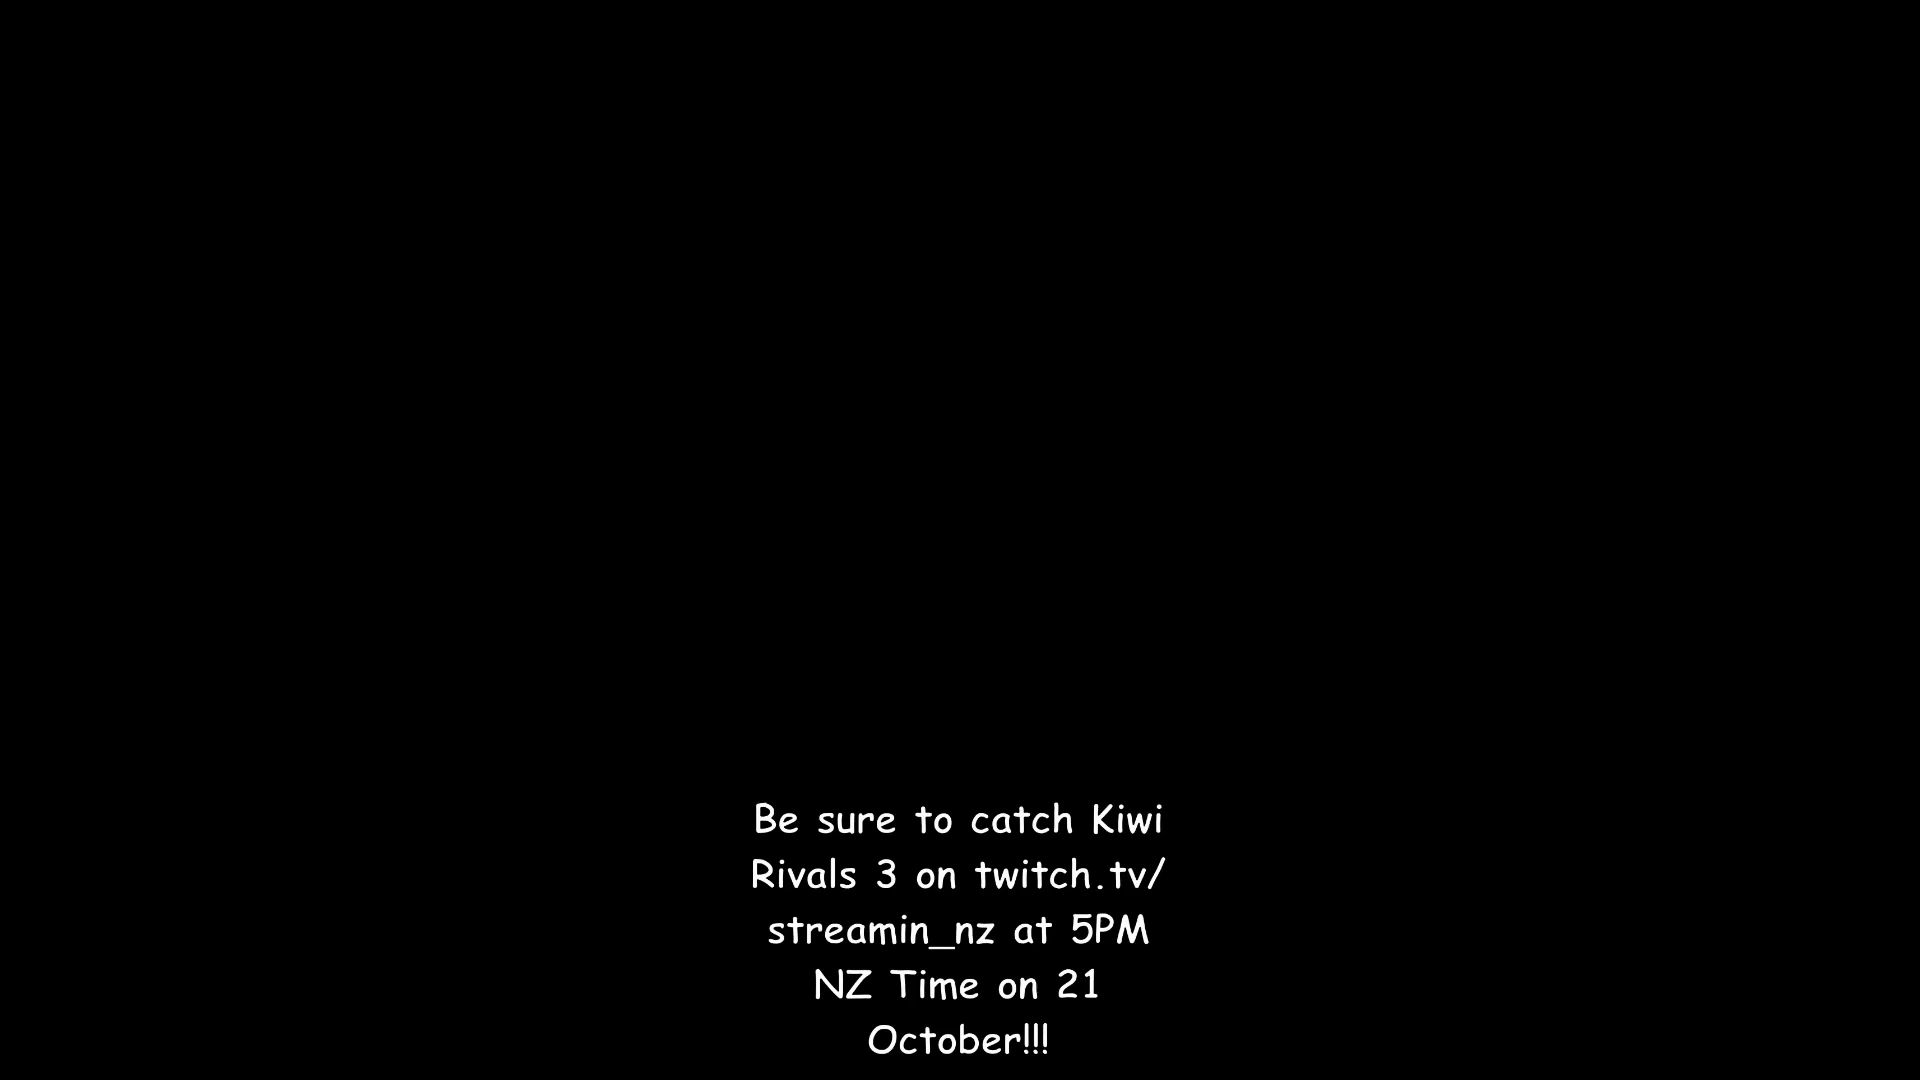 Be sure to catch Kiwi
Rivals 3 on twitch.tv/
streamin_nz at 5PM
NZ Time on 21
October!!!